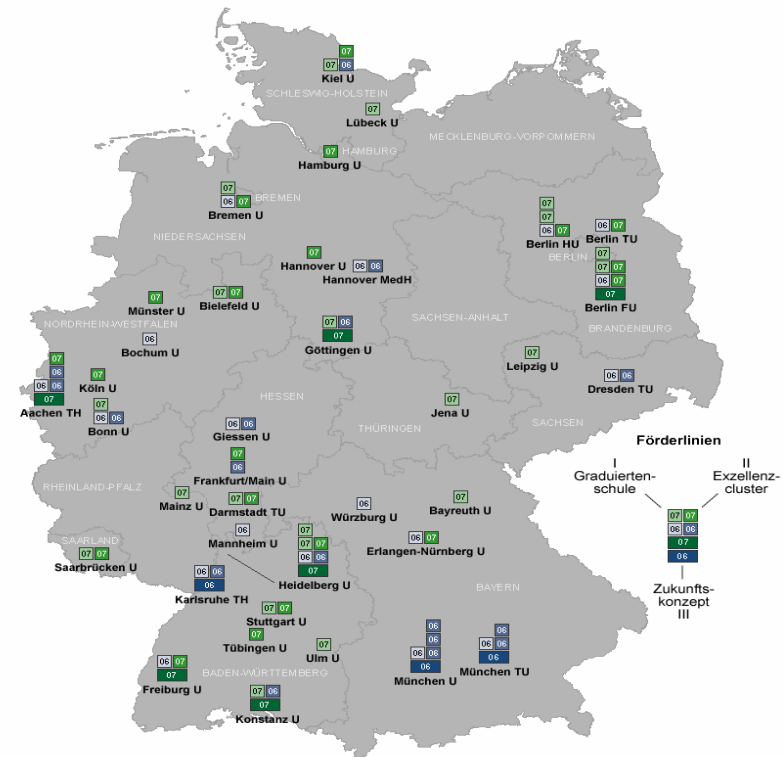 07
07 06
Kiel U
SCHLESWIG-HOLSTEIN
07
Lübeck U
MECKLENBURG-VORPOMMERN
07
HAMBURG
Hamburg U
07
06 07
BREMEN
Bremen U
NIEDERSACHSEN
07
07
06 07
Berlin HU
06 07
Berlin TU
BERLIN
07
07 07
06 07
07
Berlin FU
BRANDENBURG
07
Hannover U
06 06
Hannover MedH
07
Münster U
07 07
Bielefeld U
NORDRHEIN-WESTFALEN
06
Bochum U
07 06
07
Göttingen U
SACHSEN-ANHALT
07
Leipzig U
06 06
Dresden TU
07
06
06 06
07
Aachen TH
07
Köln U
07
06 06
Bonn U
HESSEN
07
Jena U
THÜRINGEN
SACHSEN
06 06
Giessen U
07
06
Frankfurt/Main U
RHEINLAND-PFALZ
07
Mainz U
07 07
Darmstadt TU
06
Würzburg U
07
Bayreuth U
06
Mannheim U
06 07
Erlangen-Nürnberg U
SAARLAND
07 07
Saarbrücken U
07
07 07
06 06
07
Heidelberg U
06 06
06
Karlsruhe TH
BAYERN
07 07
Stuttgart U
07
Tübingen U
07
Ulm U
06
06
06 06
06
München U
06
06 06
06
München TU
06 07
07
Freiburg U
BADEN-WÜRTTEMBERG
07 06
07
Konstanz U
Förderlinien
I
Graduierten-
schule
II
Exzellenz-
cluster
07 07
06 06
07
06
Zukunfts-
konzept
III